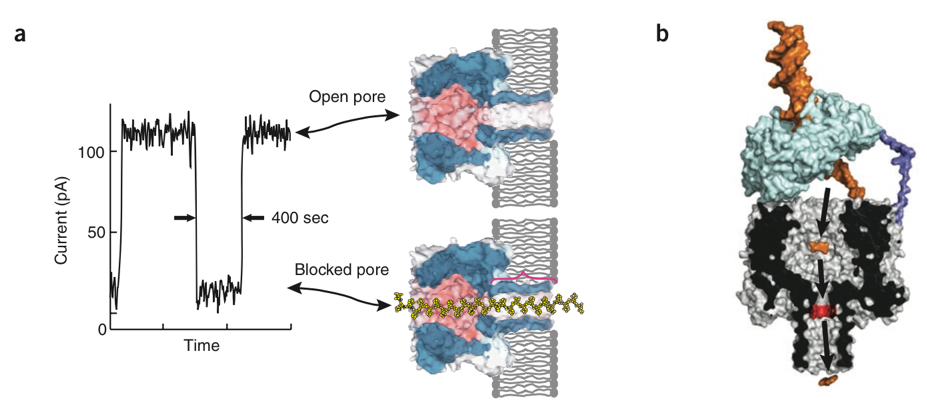 a
b
Open pore
100
Current (pA)
400 sec
50
Blocked pore
0
Time